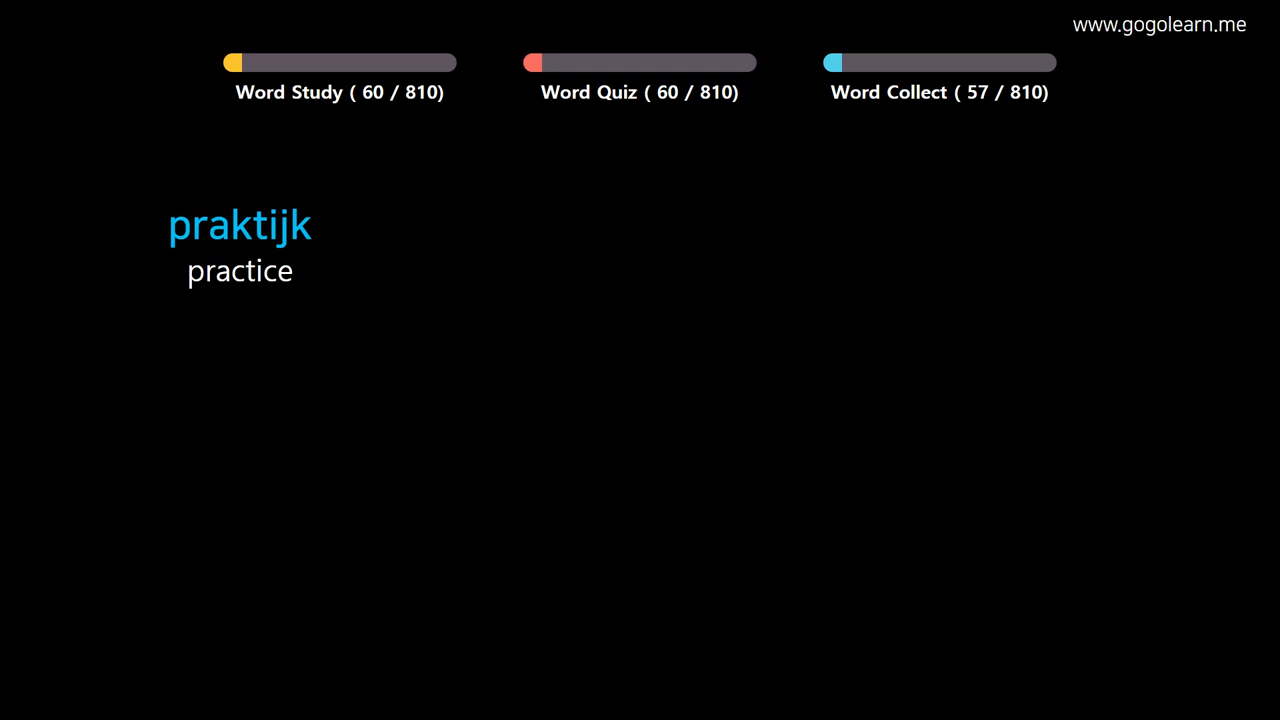 www.gogolearn.me
Word Study ( 60 / 810)
Word Quiz ( 60 / 810)
Word Collect ( 57 / 810)
praktijk
practice